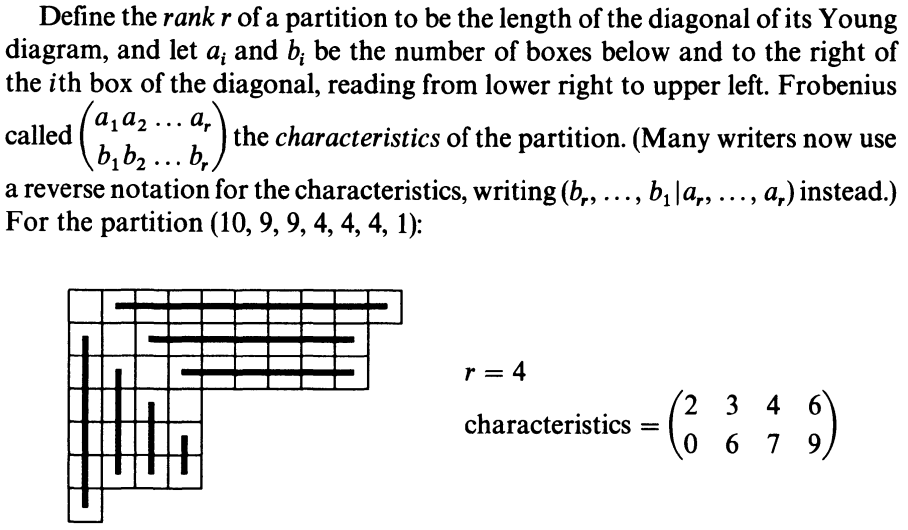 Define the rank r of a partition to be the length of the diagonal of its Young
diagram, and let a_i and b_i be the number of boxes below and to the right of
the ith box of the diagonal, reading from lower right to upper left. Frobenius
called \begin{pmatrix} a_1 a_2 … a_r \\ b_1 b_2 … b_r \end{pmatrix} the characteristics of the partition. (Many writers now use
a reverse notation for the characteristics, writing (b_r, …, b_1|a_r, …, a_r) instead.)
For the partition (10, 9, 9, 4, 4, 4, 1):
r = 4
characteristics = \begin{pmatrix} 2 & 3 & 4 & 6 \\ 0 & 6 & 7 & 9 \end{pmatrix}